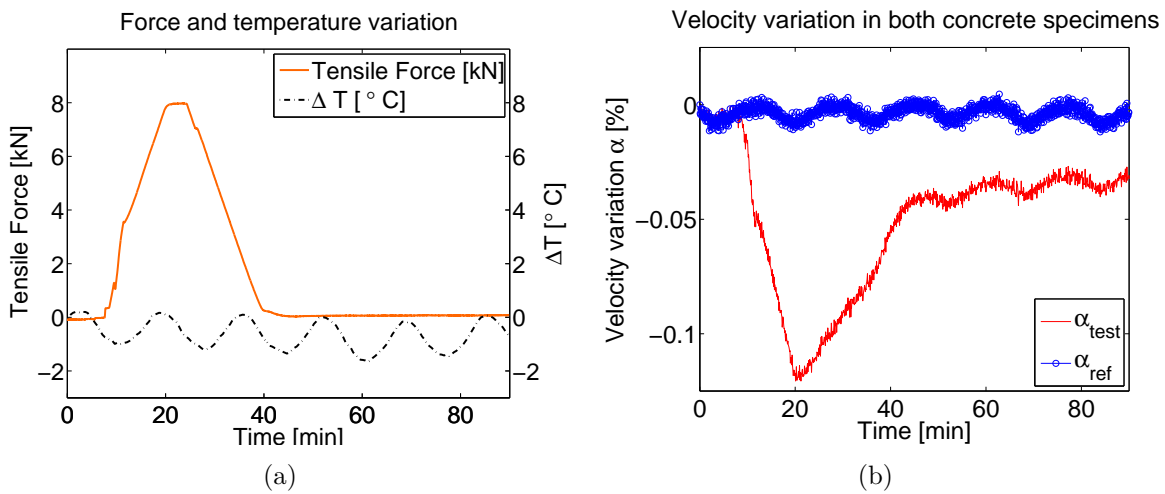 Force and temperature variation
Tensile Force [kN]
Δ T [° C]
8
6
4
2
0
−2
8
6
4
2
0
−2
Tensile Force [kN]
ΔT [° C]
0 20 40 60 80
Time [min]
(a)
Velocity variation in both concrete specimens
0
−0.05
−0.1
Velocity variation α [%]
α_test
α_ref
0 20 40 60 80
Time [min]
(b)